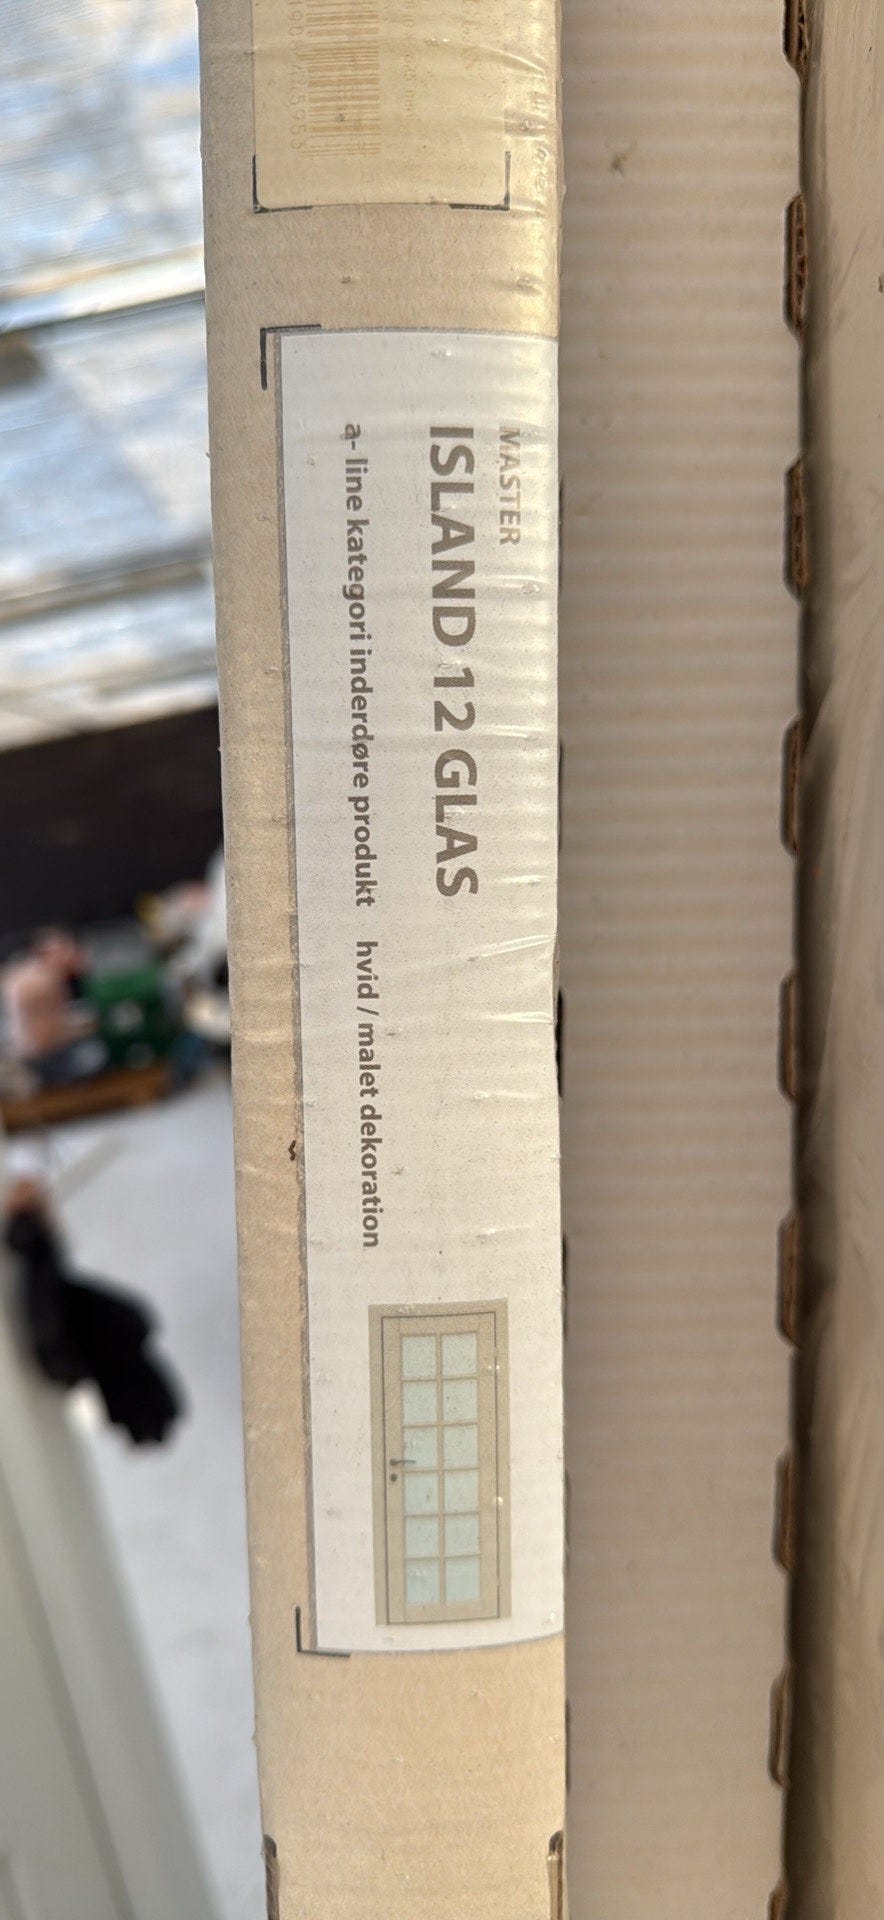 MASTER
ISLAND 12 GLAS
a- line kategori inderdøre produkt hvid / malet dekoration